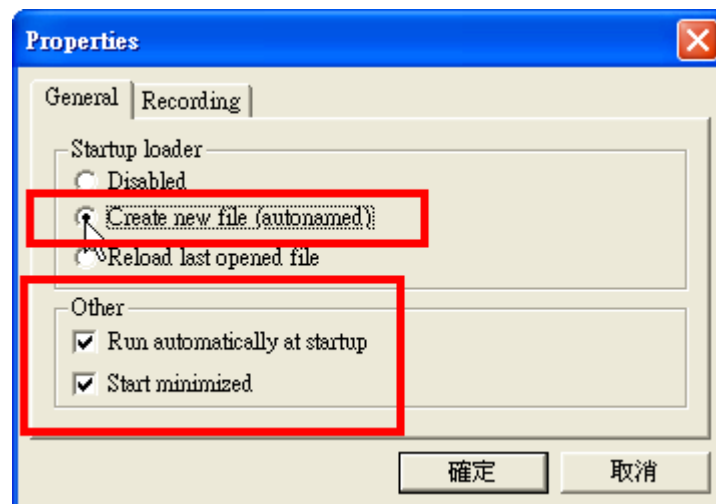 Properties
General Recording
Startup loader
Disabled
Create new file (autonamed)
Reload last opened file
Other
Run automatically at startup
Start minimized
確定 取消